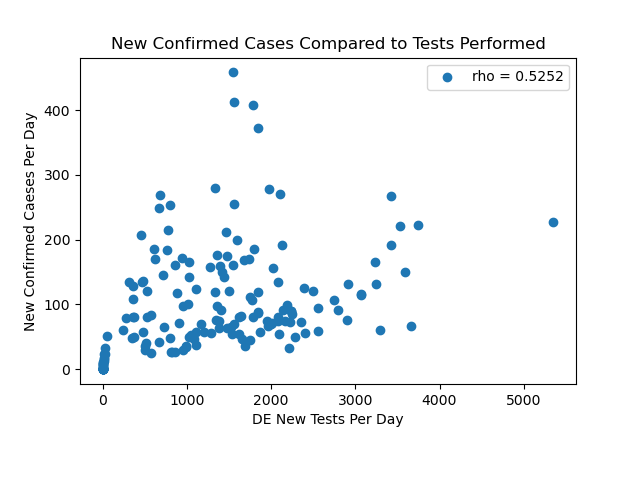 New Confirmed Cases Compared to Tests Performed
rho = 0.5252
New Confirmed Caeses Per Day
400
300
200
100
0
0 1000 2000 3000 4000 5000
DE New Tests Per Day